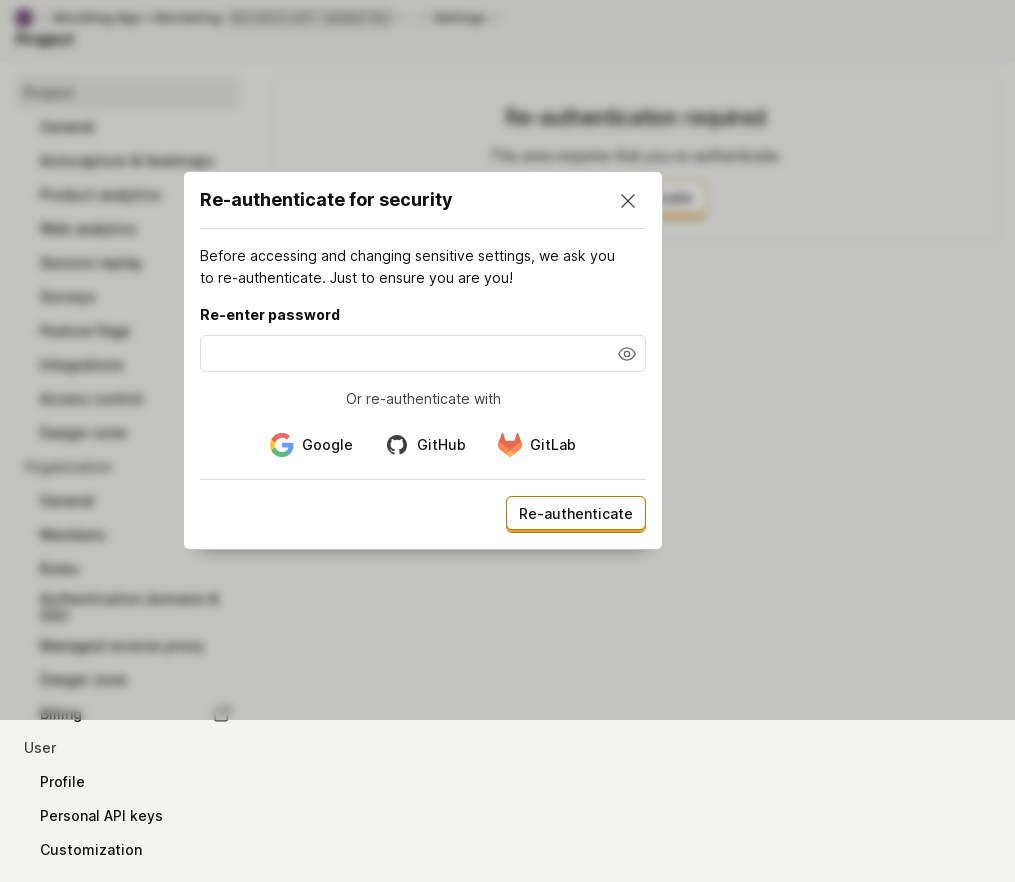 Settings
Project
Project
General
Autocapture & heatmaps
Product analytics
Web analytics
Session replay
Surveys
Feature flags
Integrations
Access control
Danger zone
Organization
General
Members
Roles
Authentication domains &
SSO
Managed reverse proxy
Danger zone
Billing
User
Profile
Personal API keys
Customization
Re-authentication required
This area requires that you re-authenticate.
Re-authenticate for security
Before accessing and changing sensitive settings, we ask you
to re-authenticate. Just to ensure you are you!
Re-enter password
Or re-authenticate with
Google GitHub GitLab
Re-authenticate